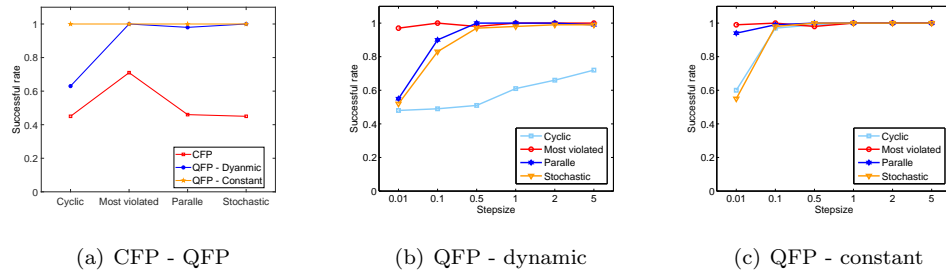 1
0.8
0.6
0.4
0.2
0
Successful rate
Cyclic Most violated Paralle Stochastic
CFP
QFP - Dyanmic
QFP - Constant
(a) CFP - QFP
1
0.8
0.6
0.4
0.2
0
Successful rate
0.01 0.1 0.5 1 2 5
Stepsize
Cyclic
Most violated
Paralle
Stochastic
(b) QFP - dynamic
1
0.8
0.6
0.4
0.2
0
Successful rate
0.01 0.1 0.5 1 2 5
Stepsize
Cyclic
Most violated
Paralle
Stochastic
(c) QFP - constant